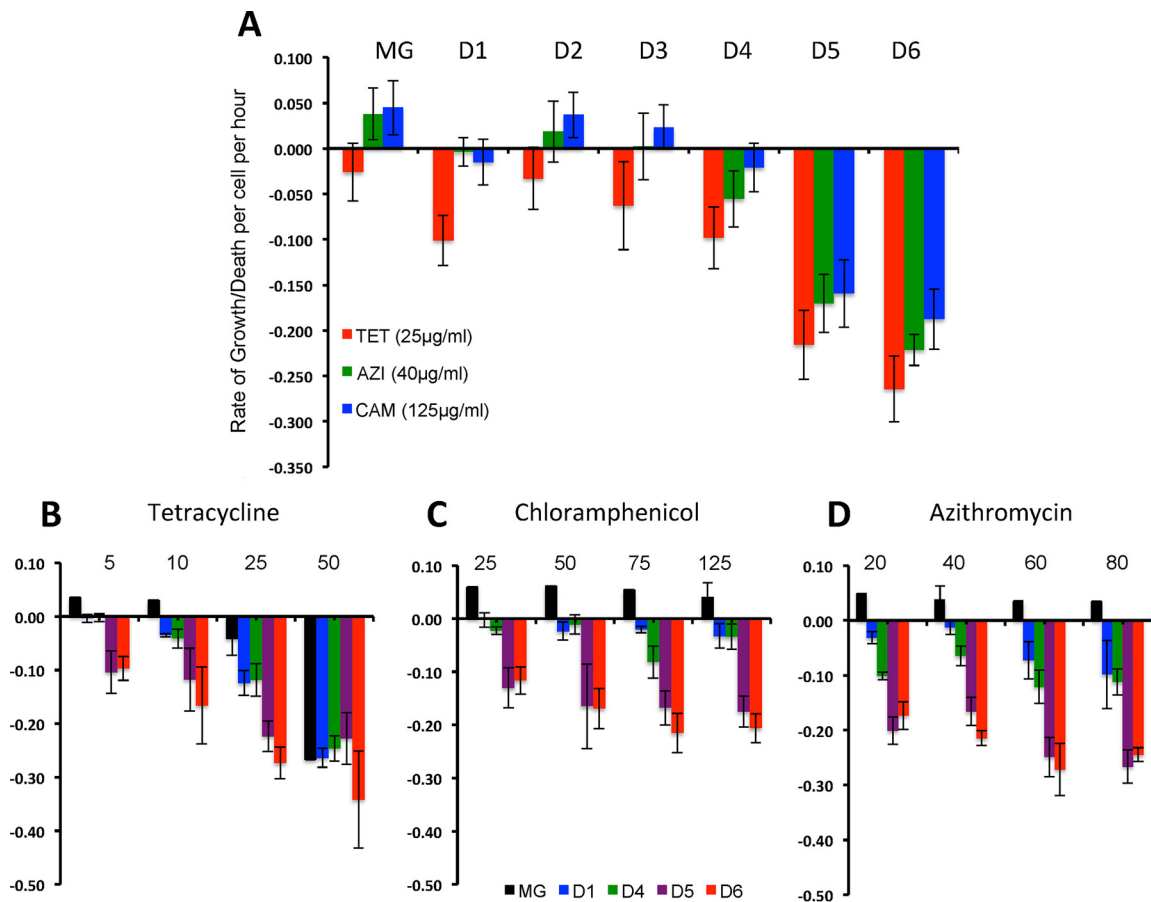 A
MG D1 D2 D3 D4 D5 D6
Rate of Growth/Death per cell per hour
0.100
0.050
0.000
-0.050
-0.100
-0.150
-0.200
-0.250
-0.300
-0.350
TET (25µg/ml)
AZI (40µg/ml)
CAM (125µg/ml)
B Tetracycline
5 10 25 50
0.10
0.00
-0.10
-0.20
-0.30
-0.40
-0.50
C Chloramphenicol
25 50 75 125
0.10
0.00
-0.10
-0.20
-0.30
-0.40
-0.50
D Azithromycin
20 40 60 80
0.10
0.00
-0.10
-0.20
-0.30
-0.40
-0.50
MG D1 D4 D5 D6